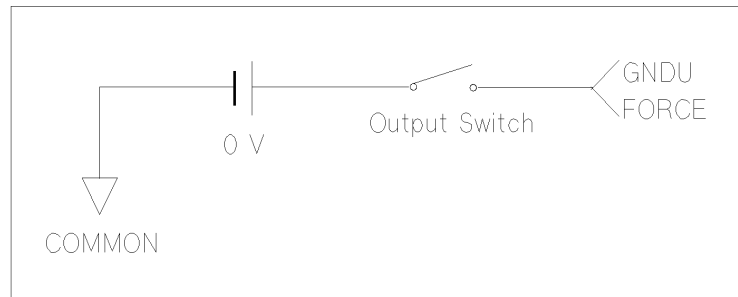 GNDU
FORCE
Output Switch
0 V
COMMON